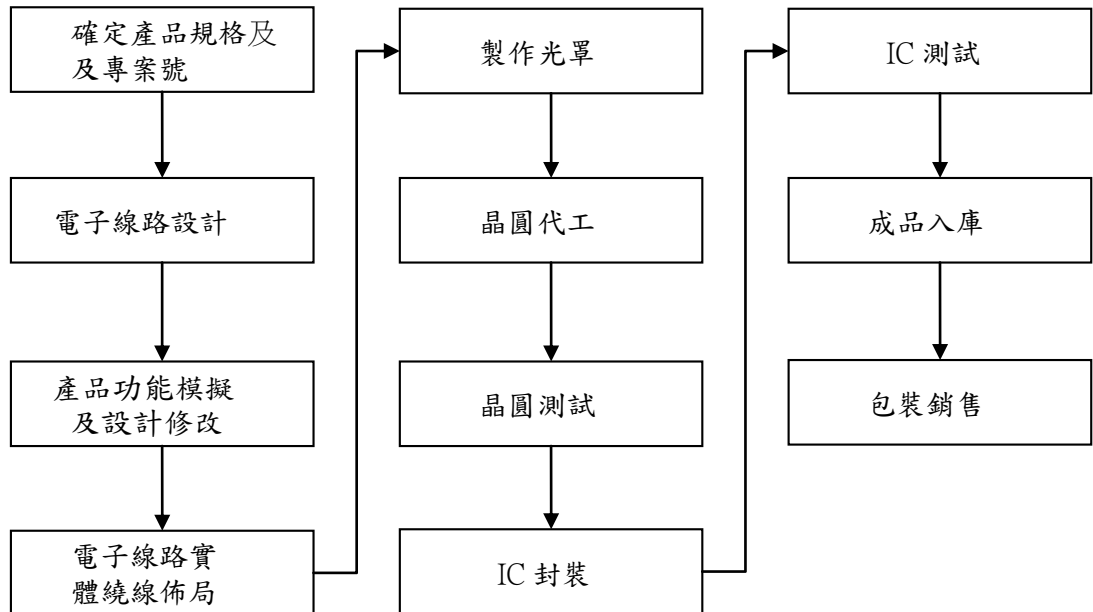 確定產品規格及
及專案號
電子線路設計
產品功能模擬
及設計修改
電子線路實
體繞線佈局
製作光罩
晶圓代工
晶圓測試
IC 封裝
IC 測試
成品入庫
包裝銷售